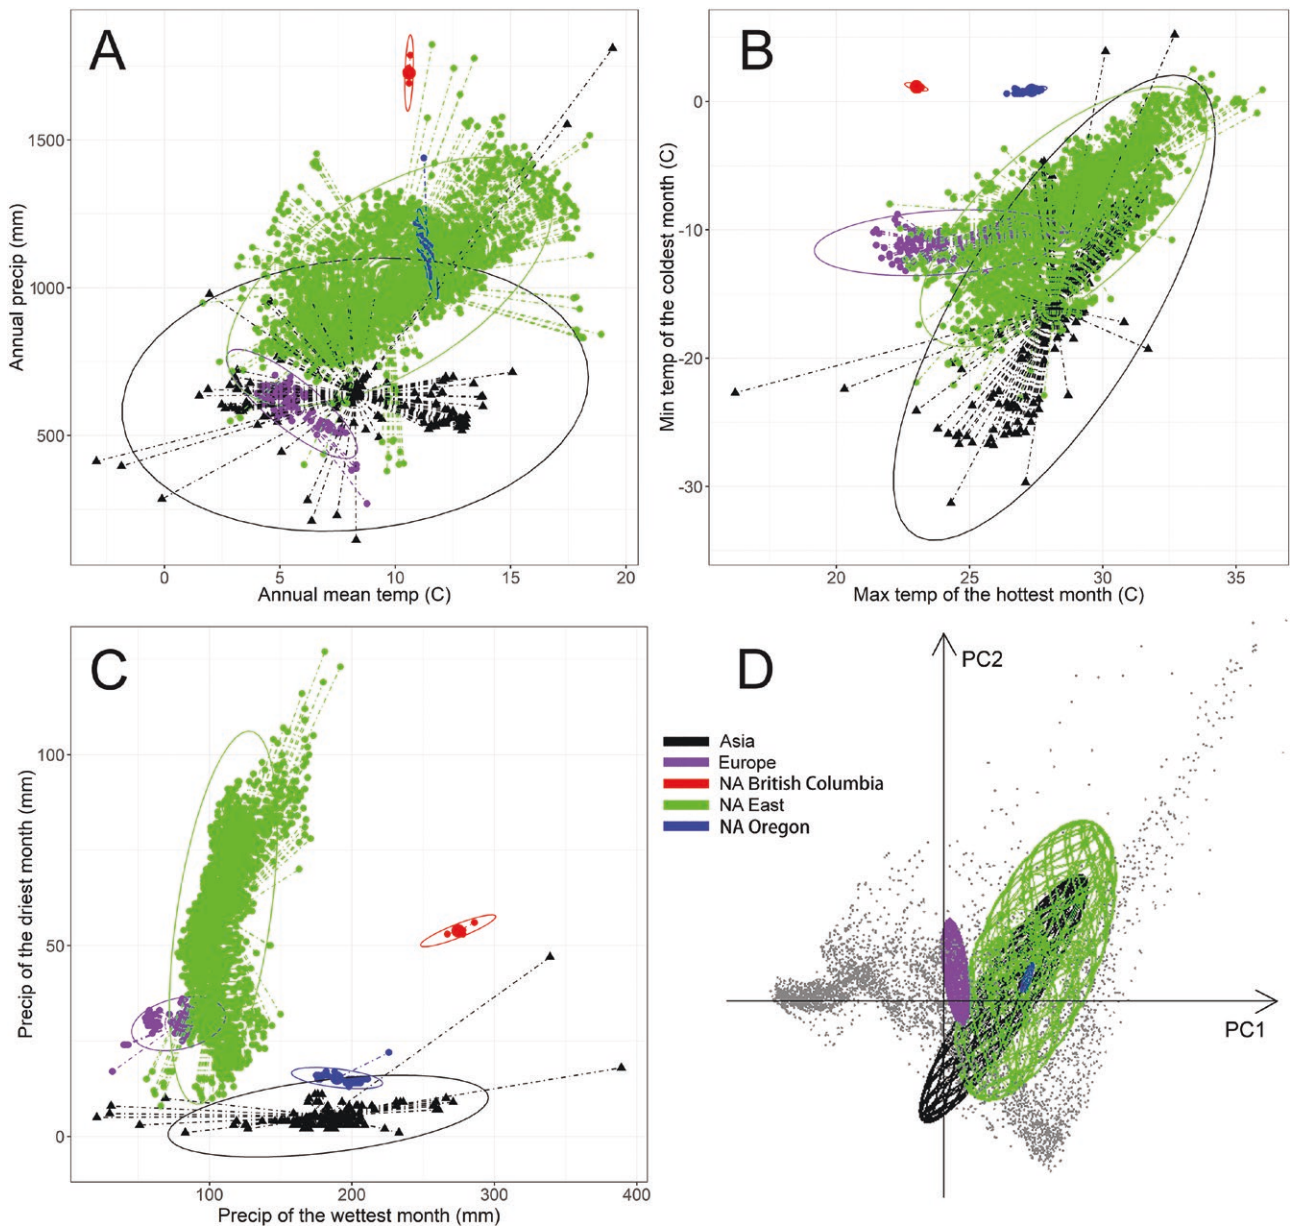 A
1500
1000
500
Annual precip (mm)
0
5
10
15
20
Annual mean temp (C)
B
0
-10
-20
-30
Min temp of the coldest month (C)
20
25
30
35
Max temp of the hottest month (C)
C
100
50
0
Precip of the driest month (mm)
100
200
300
400
Precip of the wettest month (mm)
D
PC2
Asia
Europe
NA British Columbia
NA East
NA Oregon
PC1